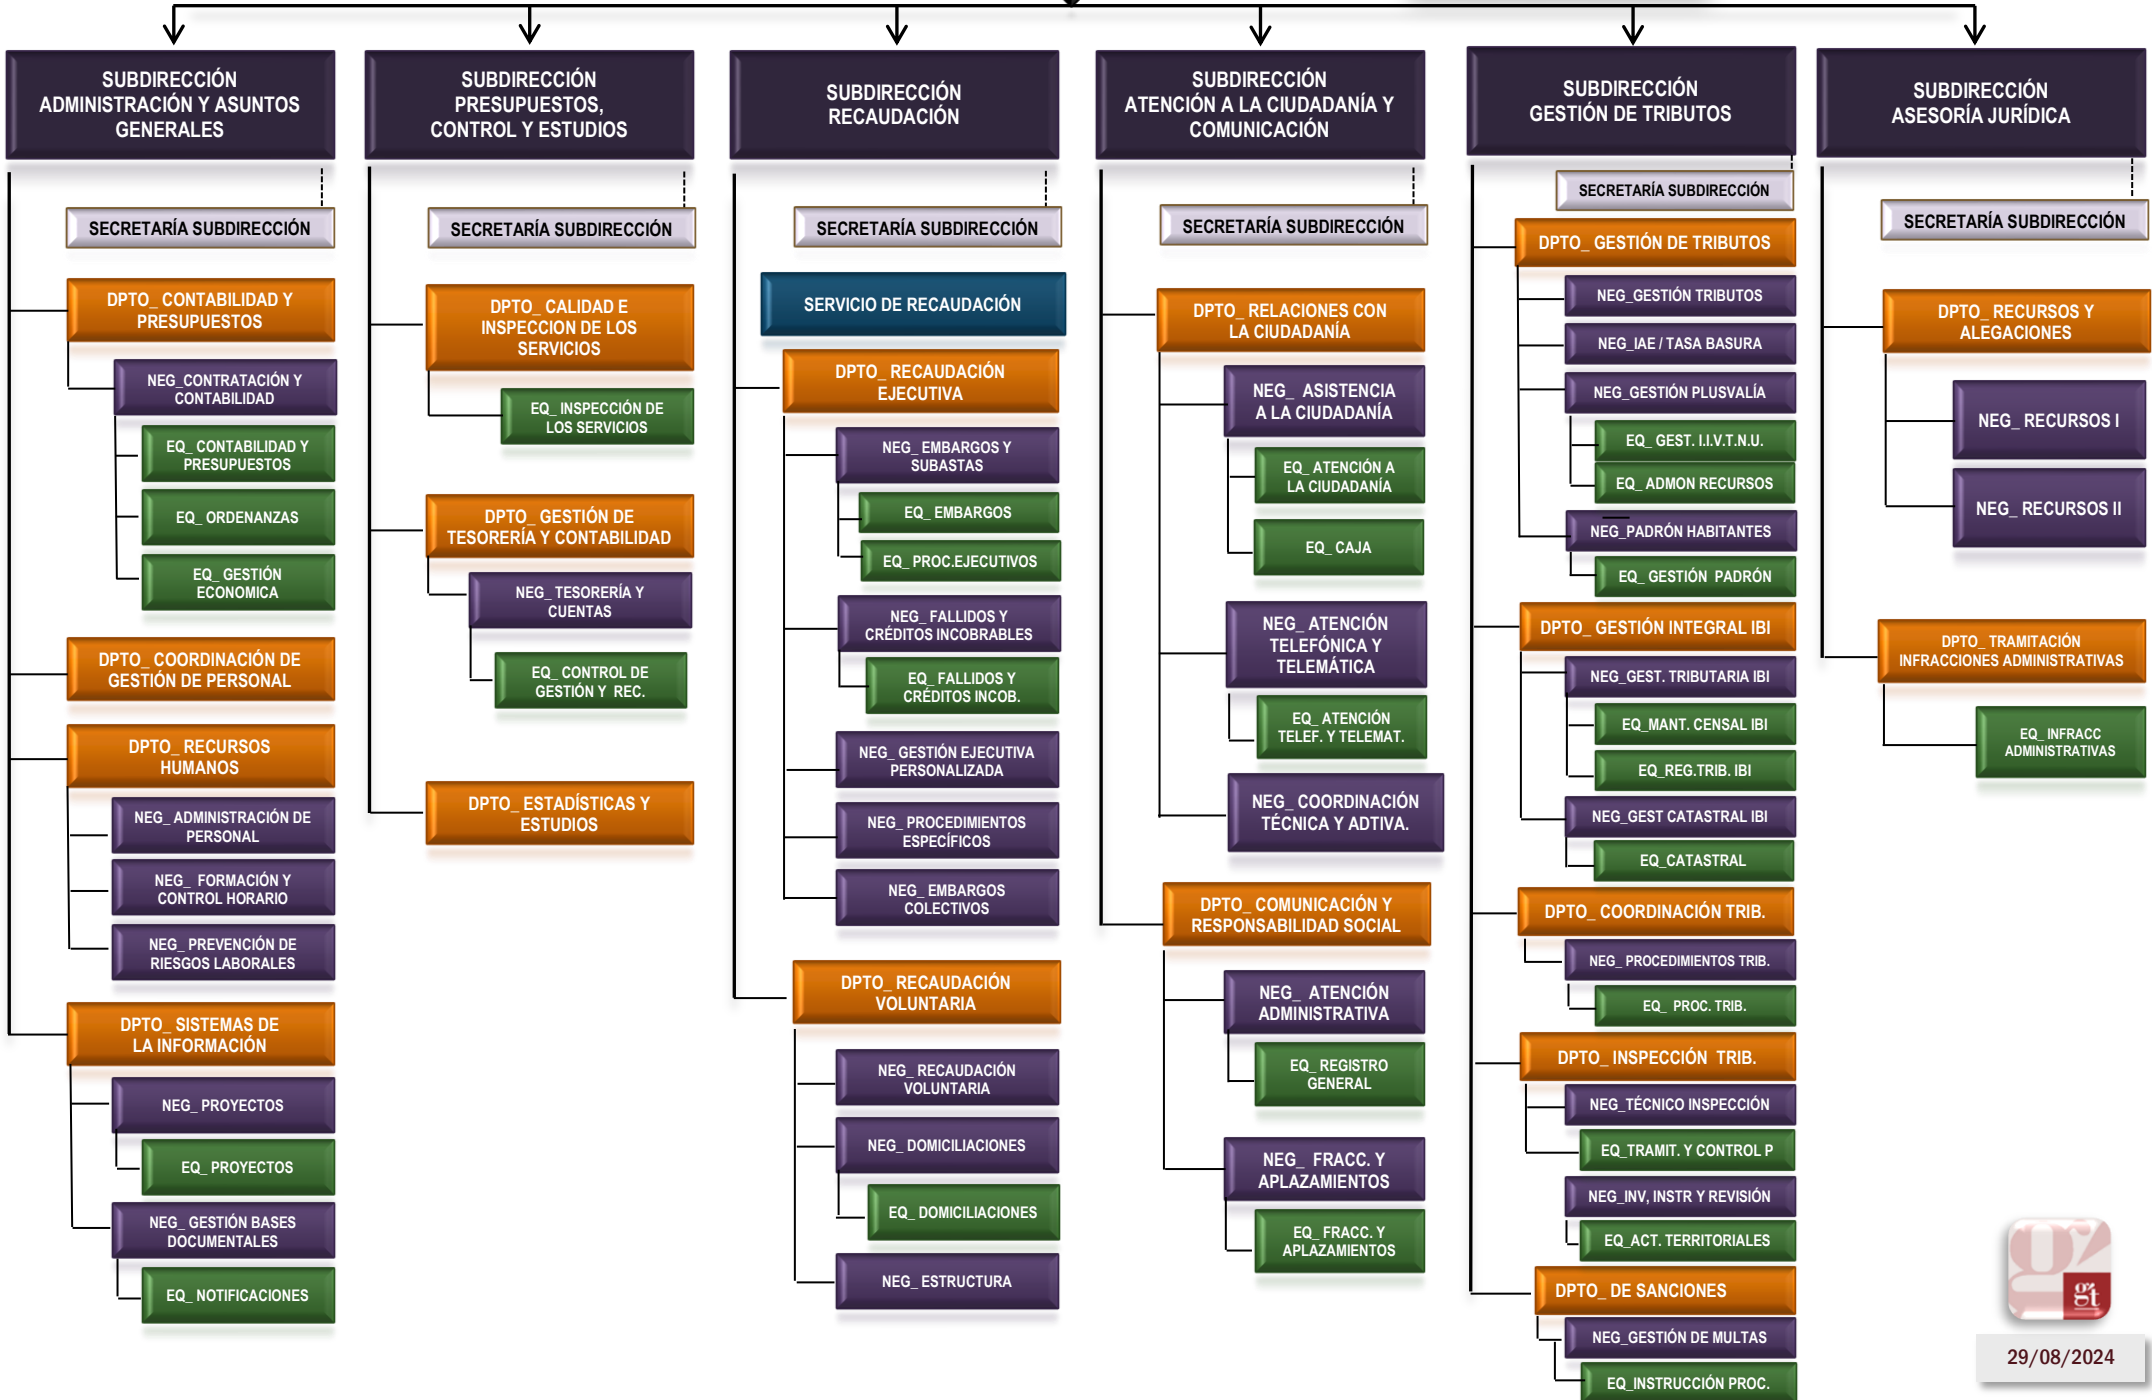 SUBDIRECCIÓN
ADMINISTRACIÓN Y ASUNTOS
GENERALES
SECRETARÍA SUBDIRECCIÓN
DPTO_ CONTABILIDAD Y
PRESUPUESTOS
NEG_CONTRATACIÓN Y
CONTABILIDAD
EQ_ CONTABILIDAD Y
PRESUPUESTOS
EQ_ ORDENANZAS
EQ_ GESTIÓN
ECONOMICA
DPTO_ COORDINACIÓN DE
GESTIÓN DE PERSONAL
DPTO_ RECURSOS
HUMANOS
NEG_ ADMINISTRACIÓN DE
PERSONAL
NEG_ FORMACIÓN Y
CONTROL HORARIO
NEG_ PREVENCIÓN DE
RIESGOS LABORALES
DPTO_ SISTEMAS DE
LA INFORMACIÓN
NEG_ PROYECTOS
EQ_ PROYECTOS
NEG_ GESTIÓN BASES
DOCUMENTALES
EQ_ NOTIFICACIONES
SUBDIRECCIÓN
PRESUPUESTOS,
CONTROL Y ESTUDIOS
SECRETARÍA SUBDIRECCIÓN
DPTO_ CALIDAD E
INSPECCION DE LOS
SERVICIOS
EQ_ INSPECCIÓN DE
LOS SERVICIOS
DPTO_ GESTIÓN DE
TESORERÍA Y CONTABILIDAD
NEG_ TESORERÍA Y
CUENTAS
EQ_ CONTROL DE
GESTIÓN Y REC.
DPTO_ ESTADÍSTICAS Y
ESTUDIOS
SUBDIRECCIÓN
RECAUDACIÓN
SECRETARÍA SUBDIRECCIÓN
SERVICIO DE RECAUDACIÓN
DPTO_ RECAUDACIÓN
EJECUTIVA
NEG_ EMBARGOS Y
SUBASTAS
EQ_ EMBARGOS
EQ_ PROC.EJECUTIVOS
NEG_ FALLIDOS Y
CRÉDITOS INCOBRABLES
EQ_ FALLIDOS Y
CRÉDITOS INCOB.
NEG_ GESTIÓN EJECUTIVA
PERSONALIZADA
NEG_ PROCEDIMIENTOS
ESPECÍFICOS
NEG_ EMBARGOS
COLECTIVOS
DPTO_ RECAUDACIÓN
VOLUNTARIA
NEG_ RECAUDACIÓN
VOLUNTARIA
NEG_ DOMICILIACIONES
EQ_ DOMICILIACIONES
NEG_ ESTRUCTURA
SUBDIRECCIÓN
ATENCIÓN A LA CIUDADANÍA Y
COMUNICACIÓN
SECRETARÍA SUBDIRECCIÓN
DPTO_ RELACIONES CON
LA CIUDADANÍA
NEG_ ASISTENCIA
A LA CIUDADANÍA
EQ_ ATENCIÓN A
LA CIUDADANÍA
EQ_ CAJA
NEG_ ATENCIÓN
TELEFÓNICA Y
TELEMÁTICA
EQ_ ATENCIÓN
TELEF. Y TELEMAT.
NEG_ COORDINACIÓN
TÉCNICA Y ADTIVA.
DPTO_ COMUNICACIÓN Y
RESPONSABILIDAD SOCIAL
NEG_ ATENCIÓN
ADMINISTRATIVA
EQ_ REGISTRO
GENERAL
NEG_ FRACC. Y
APLAZAMIENTOS
EQ_ FRACC. Y
APLAZAMIENTOS
SUBDIRECCIÓN
GESTIÓN DE TRIBUTOS
SECRETARÍA SUBDIRECCIÓN
DPTO_ GESTIÓN DE TRIBUTOS
NEG_GESTIÓN TRIBUTOS
NEG_IAE / TASA BASURA
NEG_GESTIÓN PLUSVALÍA
EQ_ GEST. I.I.V.T.N.U.
EQ_ ADMON RECURSOS
NEG_PADRÓN HABITANTES
EQ_ GESTIÓN PADRÓN
DPTO_ GESTIÓN INTEGRAL IBI
NEG_GEST. TRIBUTARIA IBI
EQ_MANT. CENSAL IBI
EQ_REG.TRIB. IBI
NEG_GEST CATASTRAL IBI
EQ_CATASTRAL
DPTO_ COORDINACIÓN TRIB.
NEG_ PROCEDIMIENTOS TRIB.
EQ_ PROC. TRIB.
DPTO_ INSPECCIÓN TRIB.
NEG_TÉCNICO INSPECCIÓN
EQ_TRAMIT. Y CONTROL P
NEG_INV, INSTR Y REVISIÓN
EQ_ACT. TERRITORIALES
DPTO_ DE SANCIONES
NEG_GESTIÓN DE MULTAS
EQ_INSTRUCCIÓN PROC.
SUBDIRECCIÓN
ASESORÍA JURÍDICA
SECRETARÍA SUBDIRECCIÓN
DPTO_ RECURSOS Y
ALEGACIONES
NEG_ RECURSOS I
NEG_ RECURSOS II
DPTO_ TRAMITACIÓN
INFRACCIONES ADMINISTRATIVAS
EQ_ INFRACC
ADMINISTRATIVAS
gt
29/08/2024